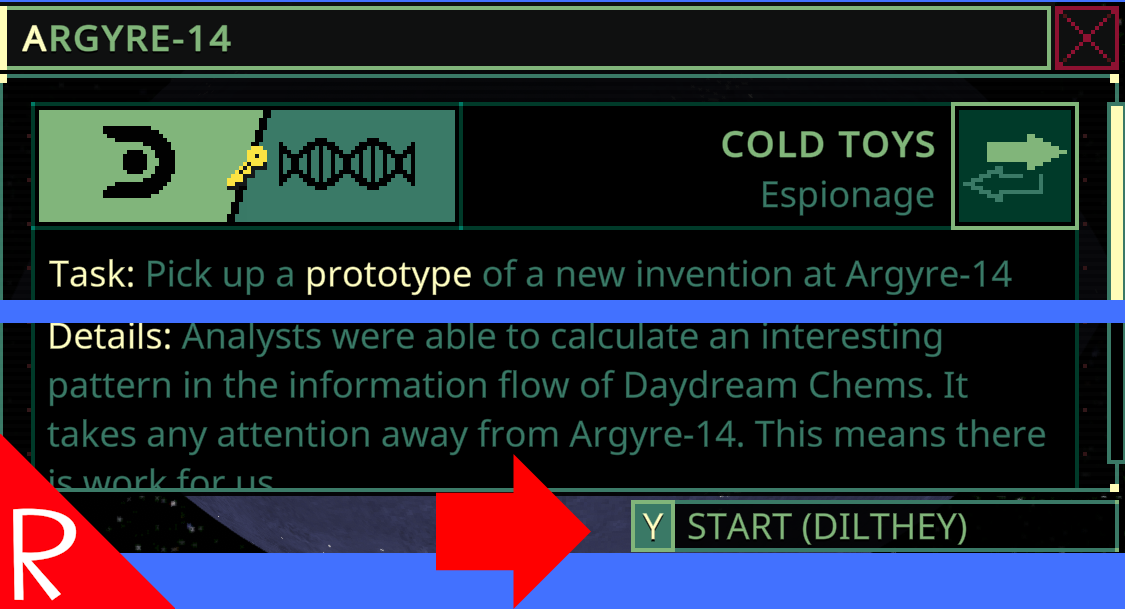 ARGYRE-14
COLD TOYS
Espionage
Task: Pick up a prototype of a new invention at Argyre-14
Details: Analysts were able to calculate an interesting
pattern in the information flow of Daydream Chems. It
takes any attention away from Argyre-14. This means there
is work for us
Y START (DILTHEY)
R